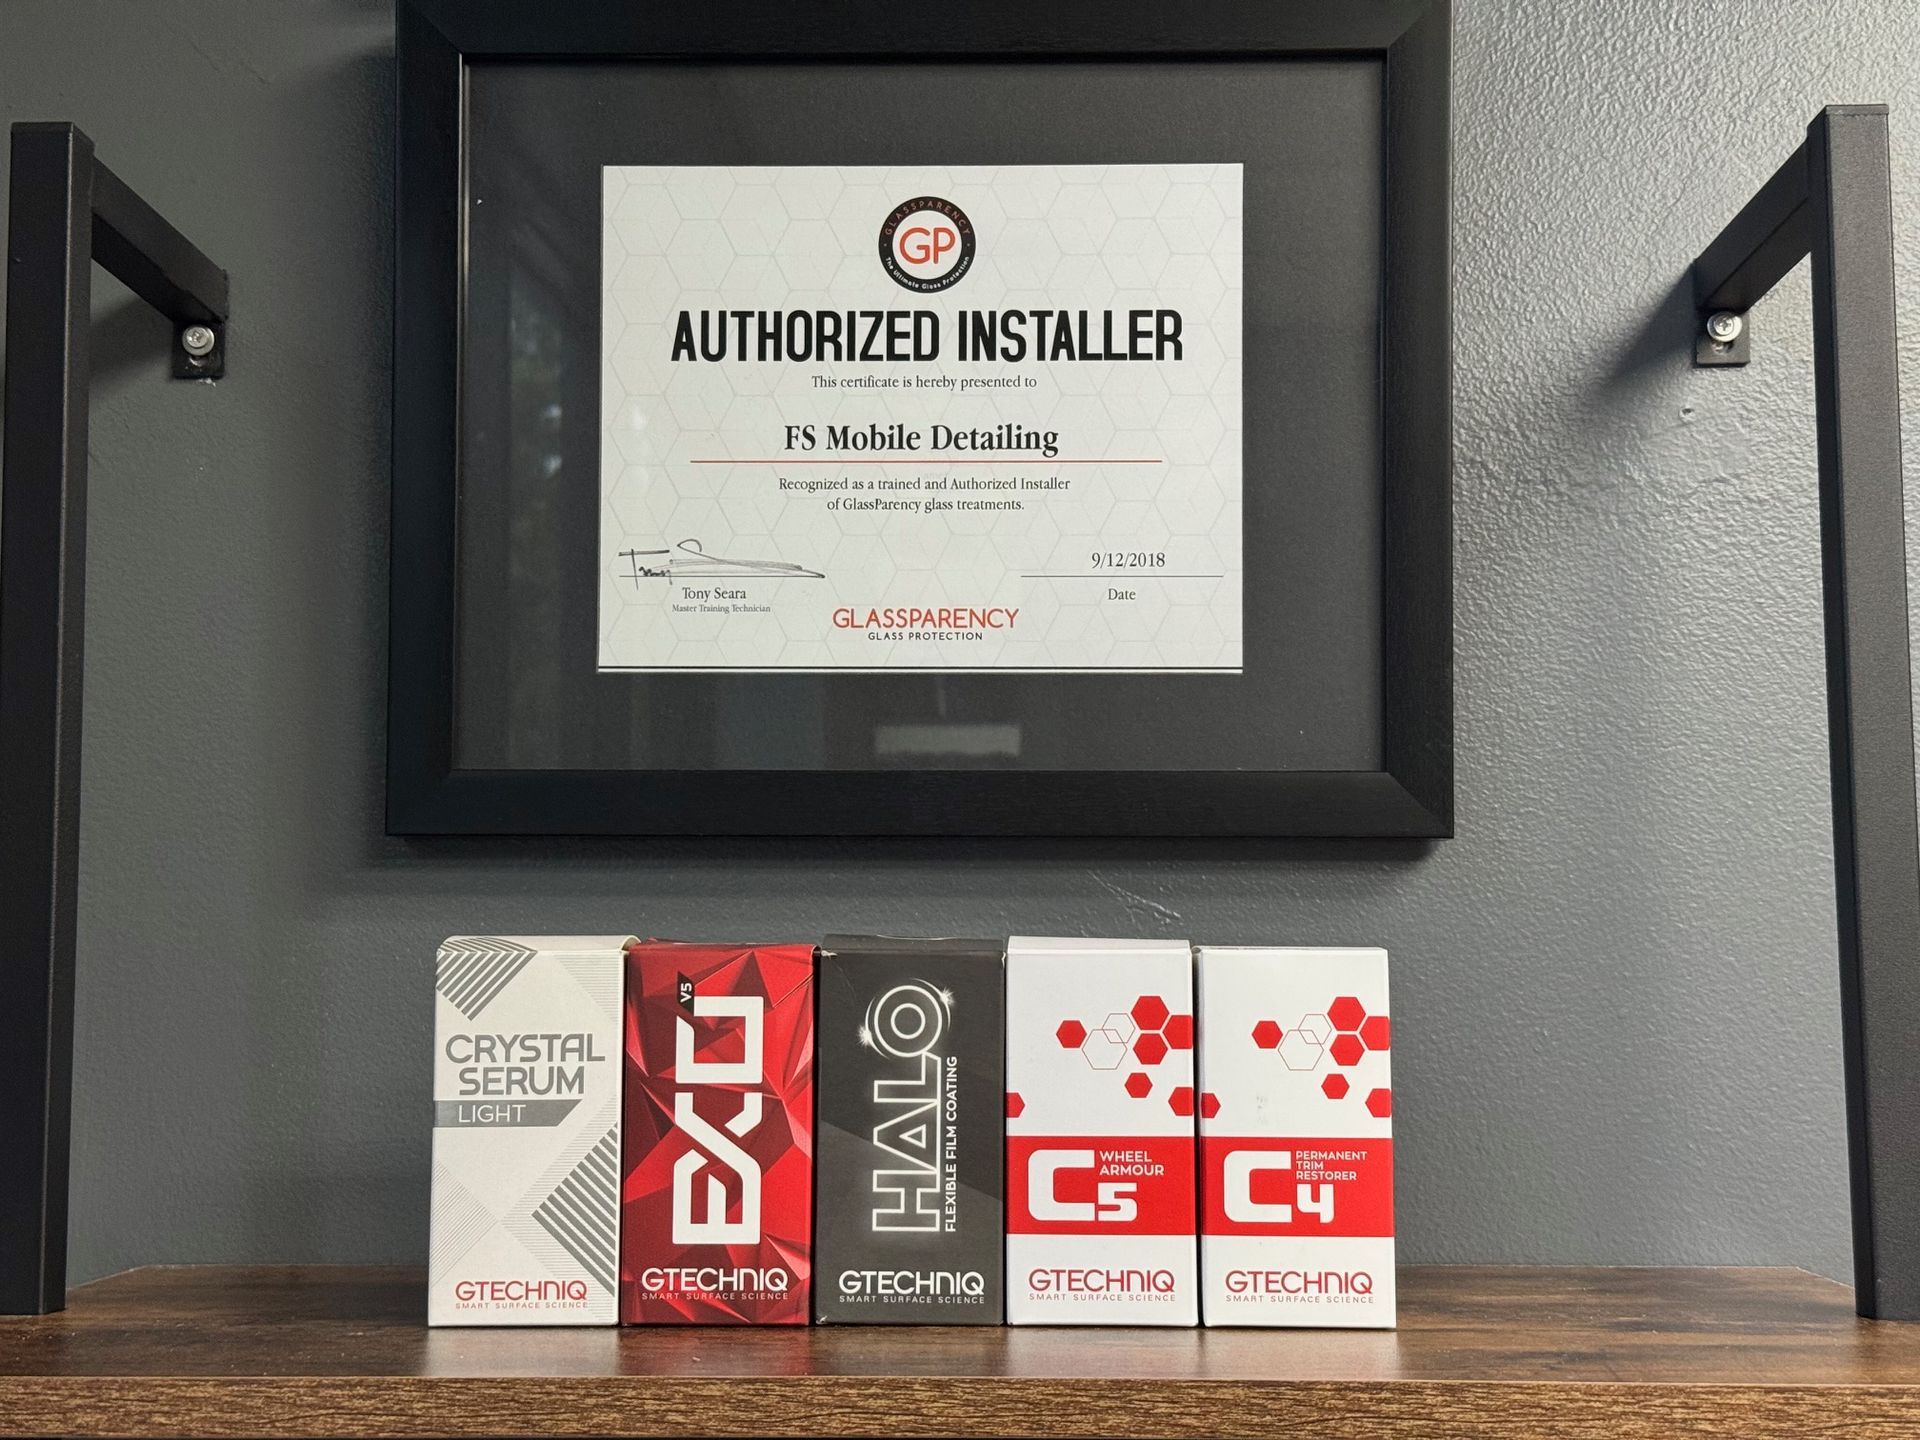 GLASSPARENCY
GP
The Ultimate Glass Protection
AUTHORIZED INSTALLER
This certificate is hereby presented to
FS Mobile Detailing
Recognized as a trained and Authorized Installer
of GlassParency glass treatments.
9/12/2018
Tony Seara
Master Training Technician
Date
GLASSPARENCY
GLASS PROTECTION
CRYSTAL
SERUM
LIGHT
GTECHNIQ
SMART SURFACE SCIENCE
EXO
V5
GTECHNIQ
SMART SURFACE SCIENCE
HALO
FLEXIBLE FILM COATING
GTECHNIQ
SMART SURFACE SCIENCE
C5
WHEEL
ARMOUR
GTECHNIQ
SMART SURFACE SCIENCE
C4
PERMANENT
TRIM
RESTORER
GTECHNIQ
SMART SURFACE SCIENCE